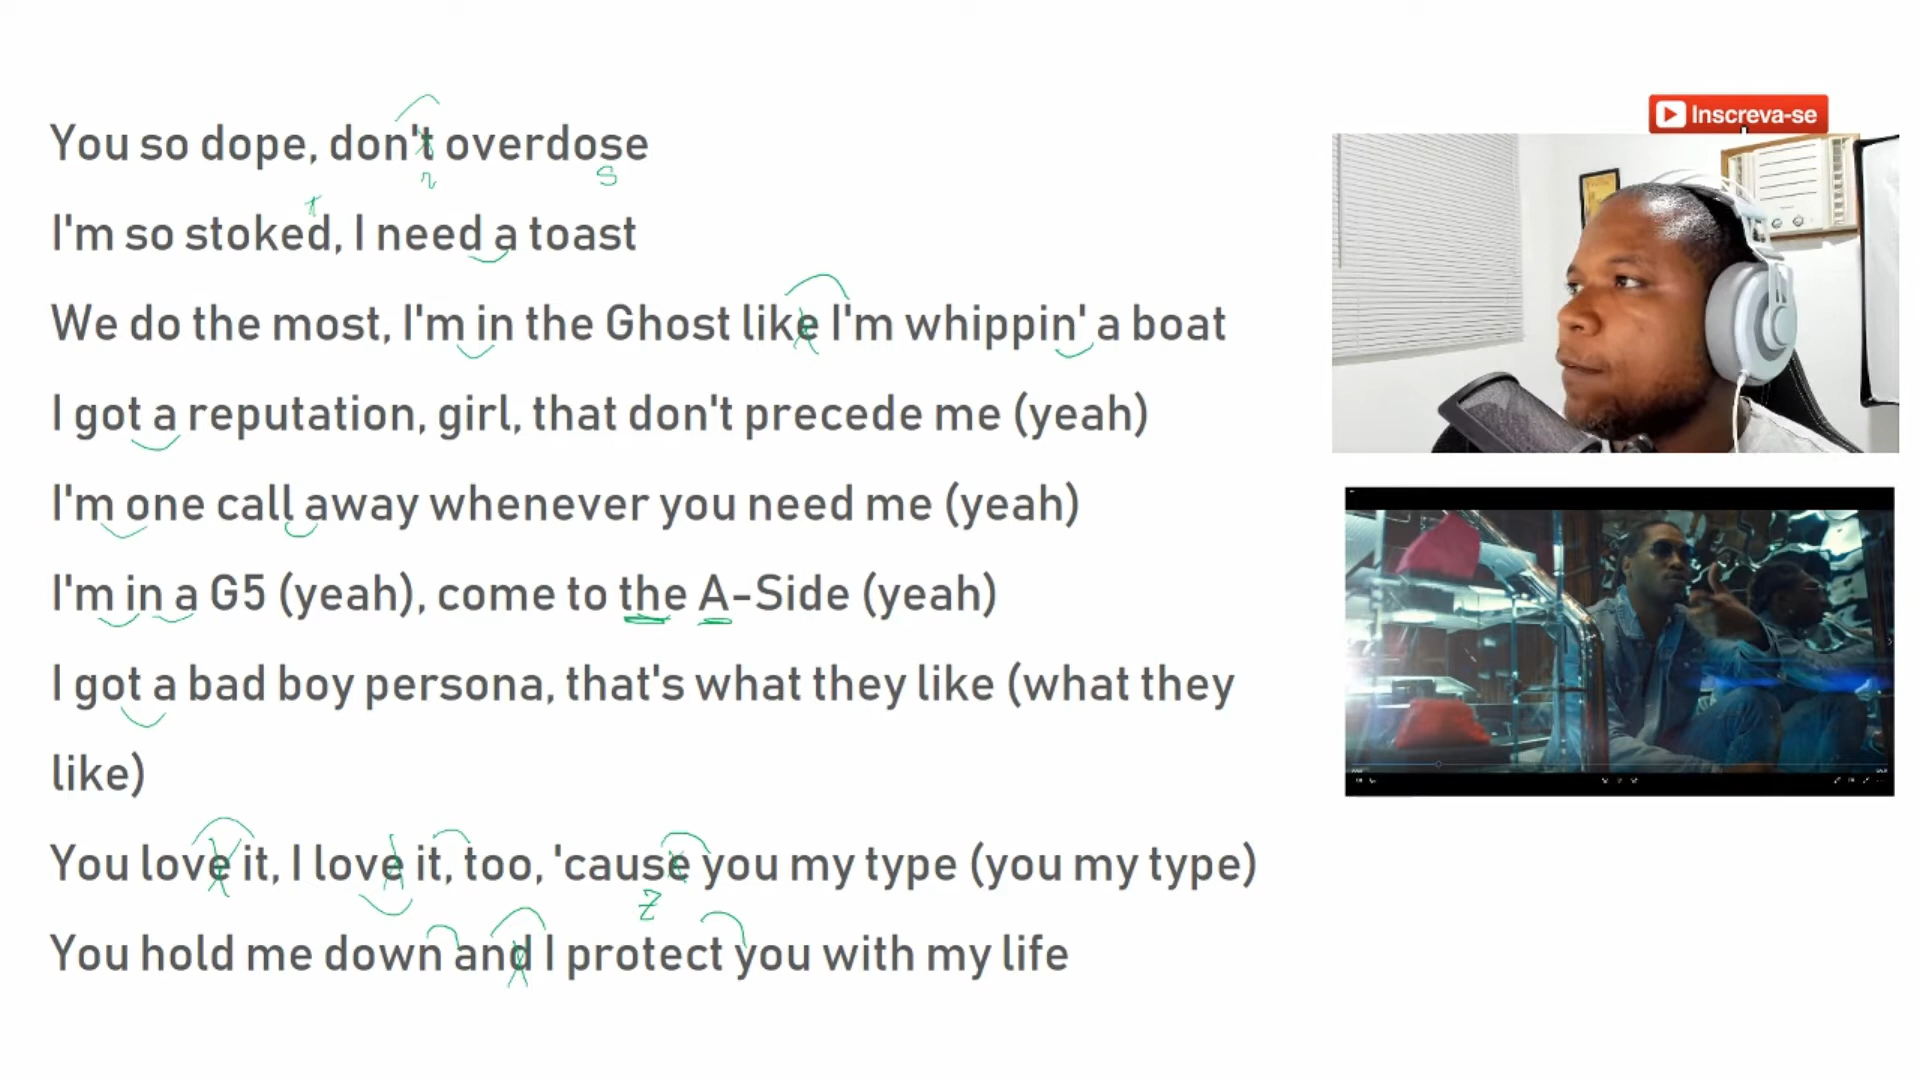 You so dope, don't overdose
n s
t
I'm so stoked, I need a toast
We do the most, I'm in the Ghost like I'm whippin' a boat
I got a reputation, girl, that don't precede me (yeah)
I'm one call away whenever you need me (yeah)
I'm in a G5 (yeah), come to the A-Side (yeah)
I got a bad boy persona, that's what they like (what they
like)
You love it, I love it, too, 'cause you my type (you my type)
z
You hold me down and I protect you with my life
Inscreva-se